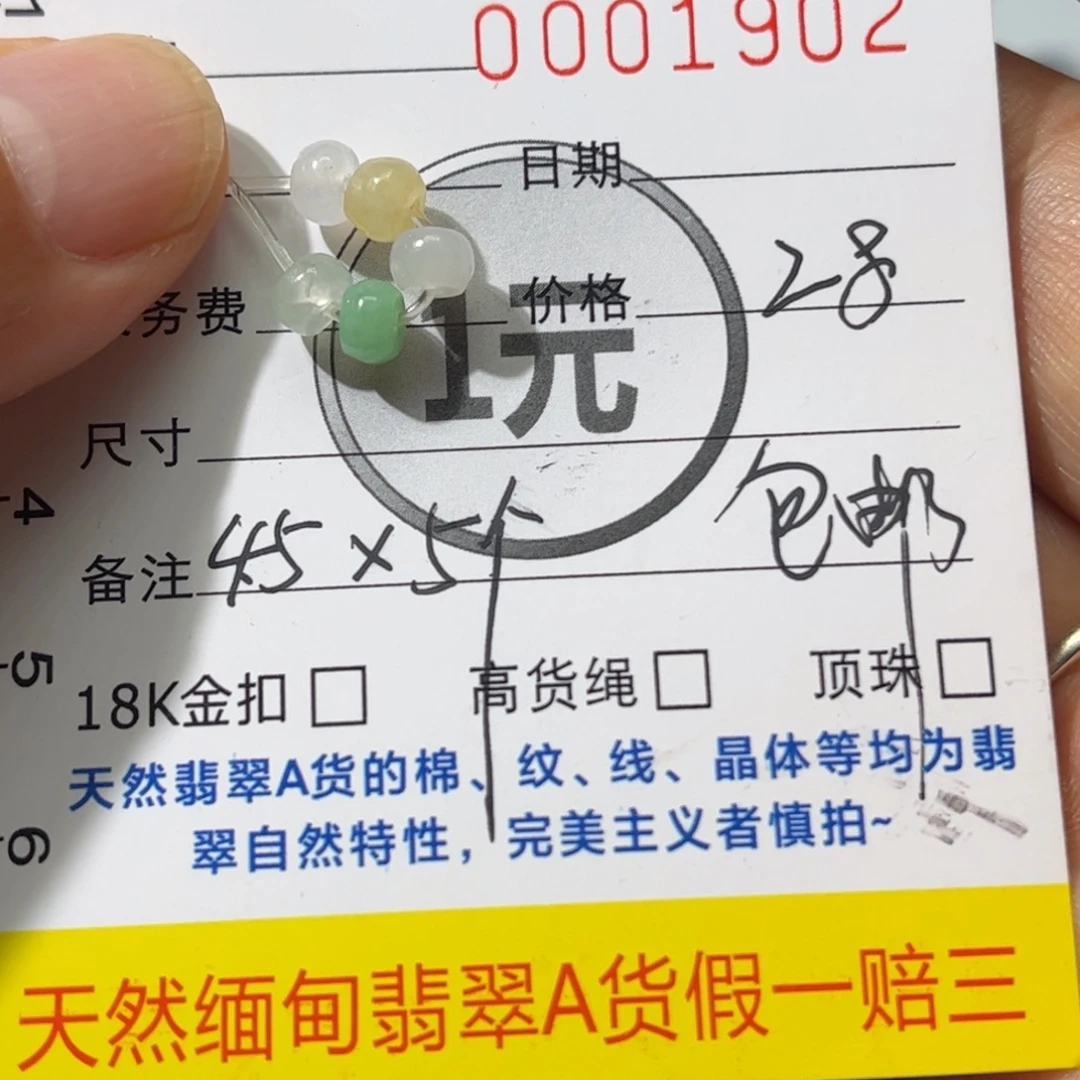 0001902
日期
务费 价格 28
1元
尺寸
备注 45×5个 包邮
18K金扣 高货绳 顶珠
天然翡翠A货的棉、纹、线、晶体等均为翡
翠自然特性，完美主义者慎拍~
天然缅甸翡翠A货假一赔三
4
5
6